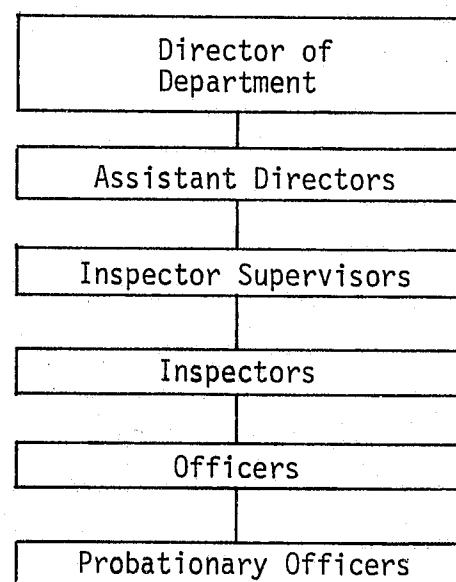 Director of
Department
Assistant Directors
Inspector Supervisors
Inspectors
Officers
Probationary Officers